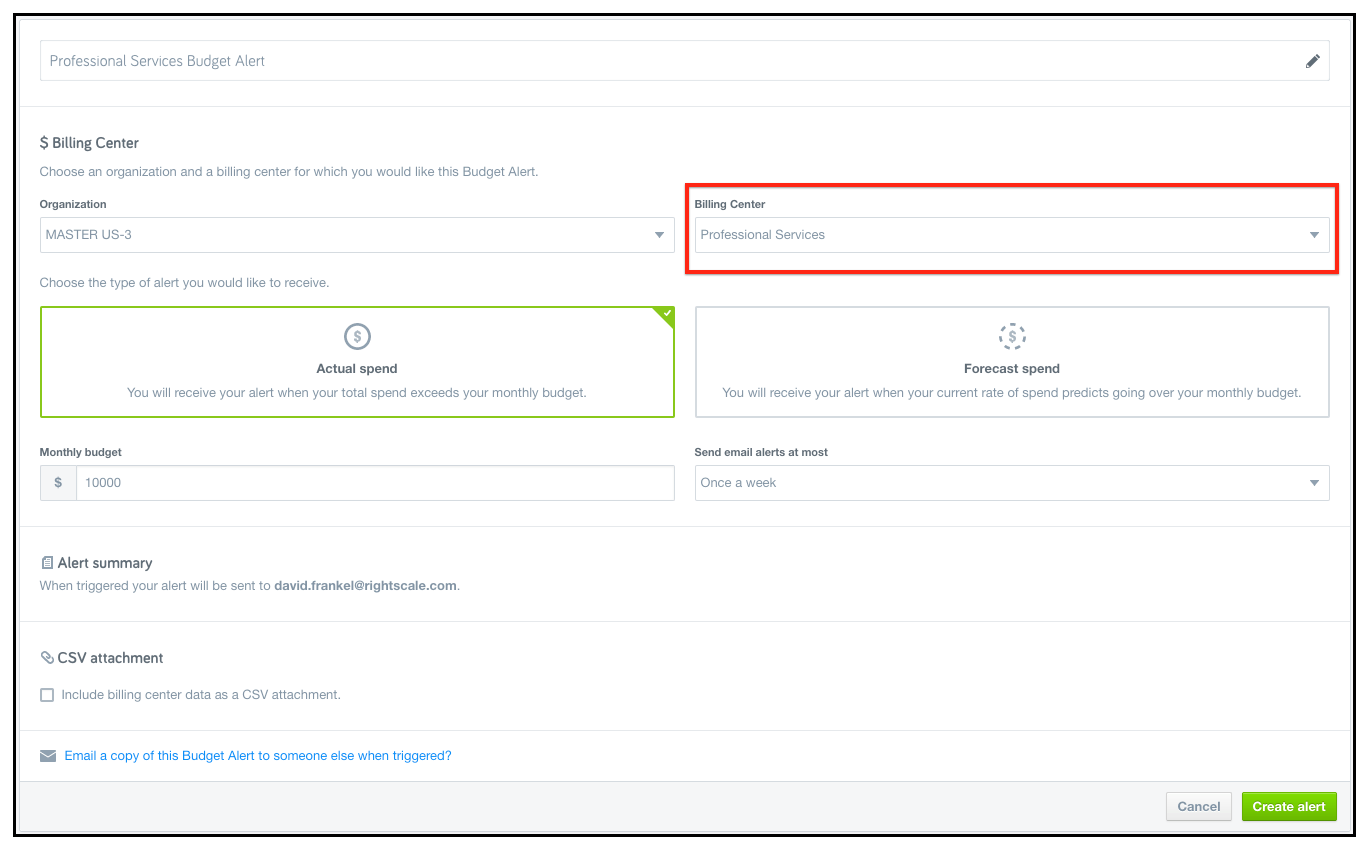 Professional Services Budget Alert
$ Billing Center
Choose an organization and a billing center for which you would like this Budget Alert.
Organization
MASTER US-3
Billing Center
Professional Services
Choose the type of alert you would like to receive.
$
Actual spend
You will receive your alert when your total spend exceeds your monthly budget.
$
Forecast spend
You will receive your alert when your current rate of spend predicts going over your monthly budget.
Monthly budget
$ 10000
Send email alerts at most
Once a week
Alert summary
When triggered your alert will be sent to david.frankel@rightscale.com.
CSV attachment
Include billing center data as a CSV attachment.
Email a copy of this Budget Alert to someone else when triggered?
Cancel
Create alert